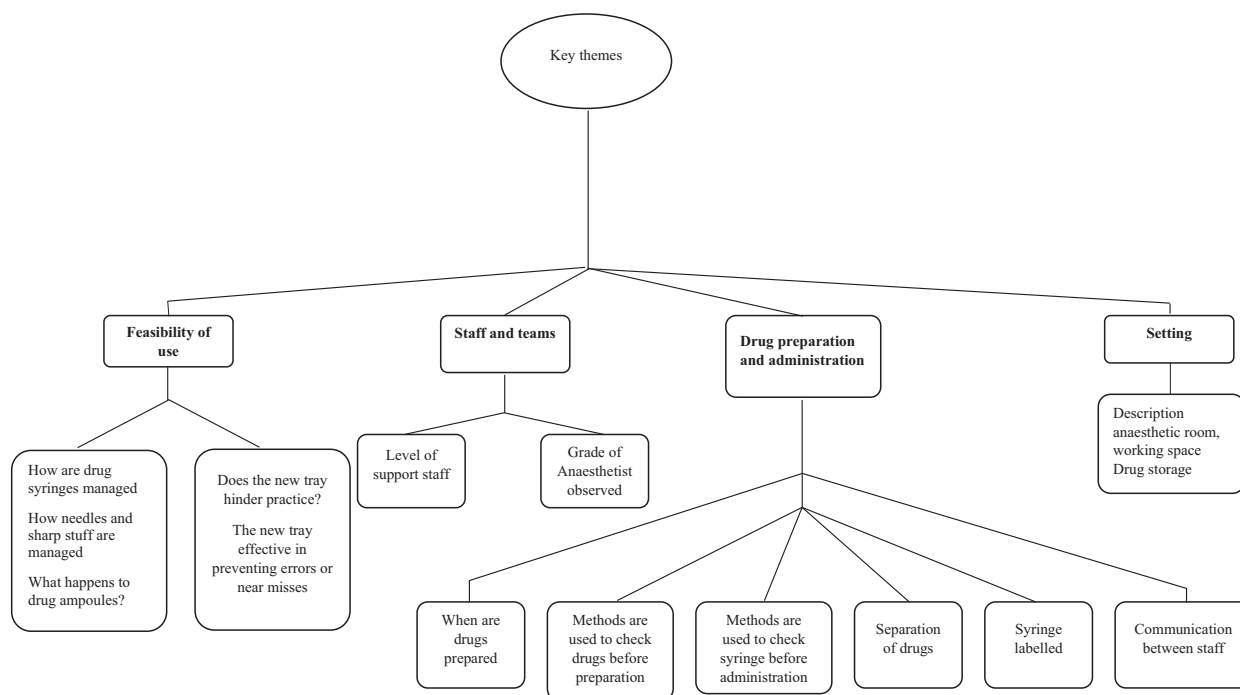 Key themes
Feasibility of
use
Staff and teams
Drug preparation
and administration
Setting
How are drug
syringes managed
How needles and
sharp stuff are
managed
What happens to
drug ampoules?
Does the new tray
hinder practice?
The new tray
effective in
preventing errors or
near misses
Level of
support staff
Grade of
Anaesthetist
observed
Description
anaesthetic room,
working space
Drug storage
When are
drugs
prepared
Methods are
used to check
drugs before
preparation
Methods are
used to check
syringe before
administration
Separation
of drugs
Syringe
labelled
Communication
between staff